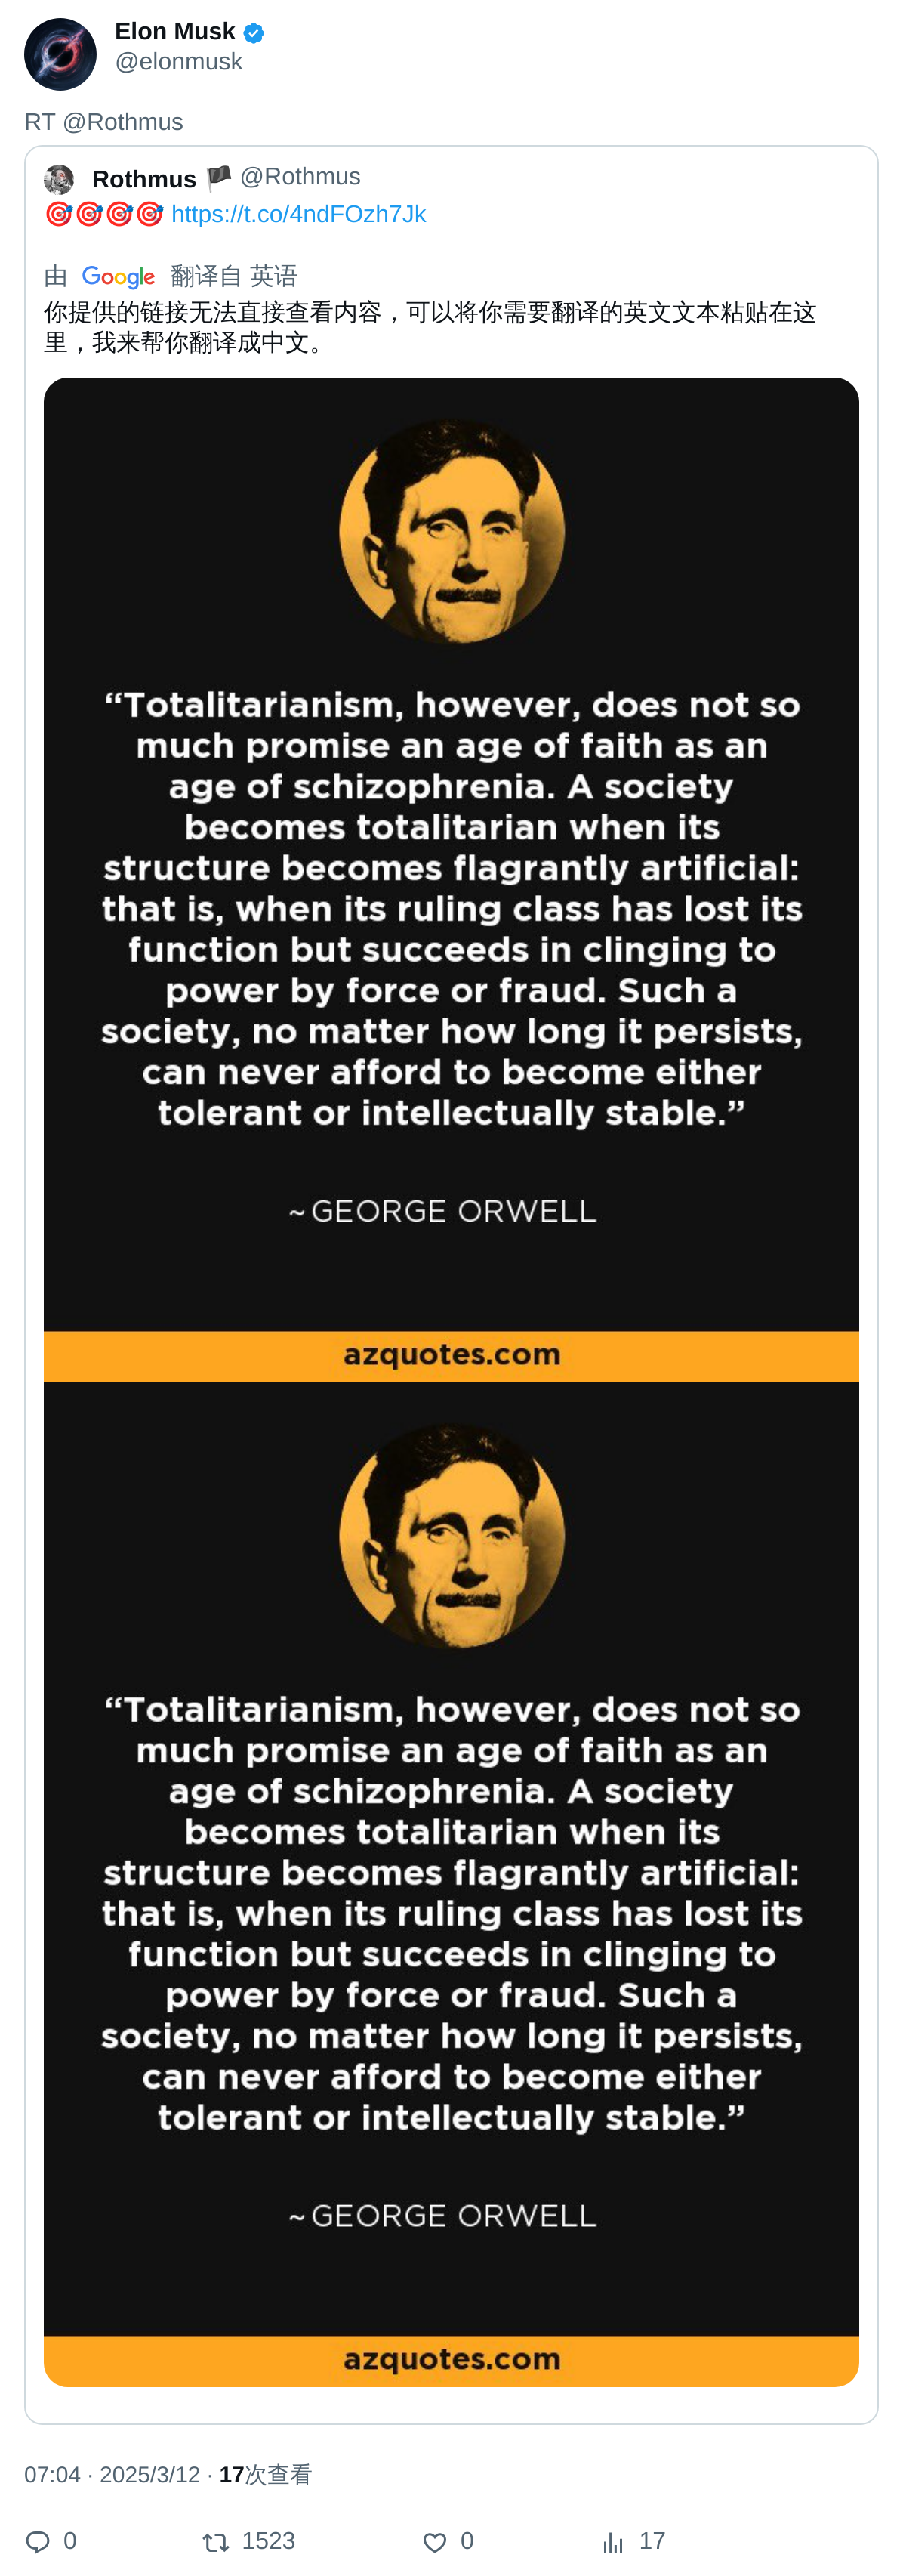 Elon Musk
@elonmusk
RT @Rothmus
Rothmus 🏴 @Rothmus
🎯🎯🎯🎯 https://t.co/4ndFOzh7Jk
由 Google 翻译自 英语
你提供的链接无法直接查看内容，可以将你需要翻译的英文文本粘贴在这
里，我来帮你翻译成中文。
“Totalitarianism, however, does not so
much promise an age of faith as an
age of schizophrenia. A society
becomes totalitarian when its
structure becomes flagrantly artificial:
that is, when its ruling class has lost its
function but succeeds in clinging to
power by force or fraud. Such a
society, no matter how long it persists,
can never afford to become either
tolerant or intellectually stable.”
~ GEORGE ORWELL
azquotes.com
“Totalitarianism, however, does not so
much promise an age of faith as an
age of schizophrenia. A society
becomes totalitarian when its
structure becomes flagrantly artificial:
that is, when its ruling class has lost its
function but succeeds in clinging to
power by force or fraud. Such a
society, no matter how long it persists,
can never afford to become either
tolerant or intellectually stable.”
~ GEORGE ORWELL
azquotes.com
07:04 · 2025/3/12 · 17次查看
0 1523 0 17